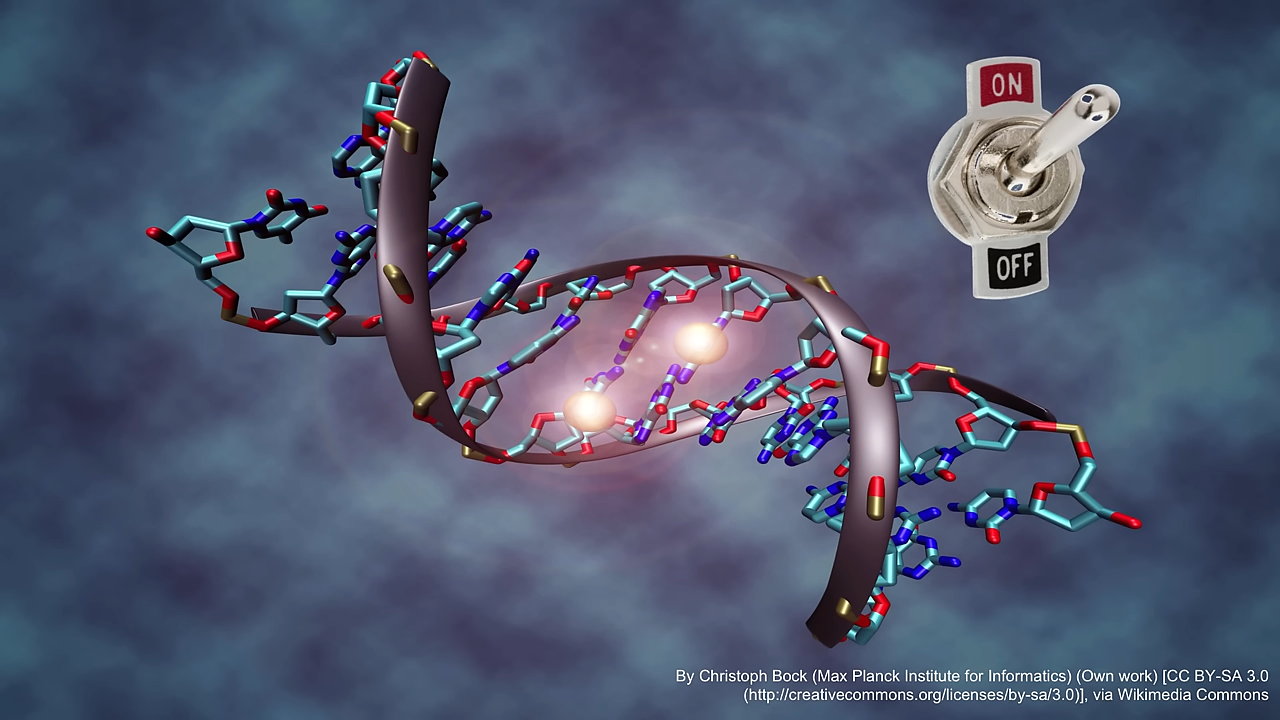 ON
OFF
By Christoph Bock (Max Planck Institute for Informatics) (Own work) [CC BY-SA 3.0
(http://creativecommons.org/licenses/by-sa/3.0)], via Wikimedia Commons